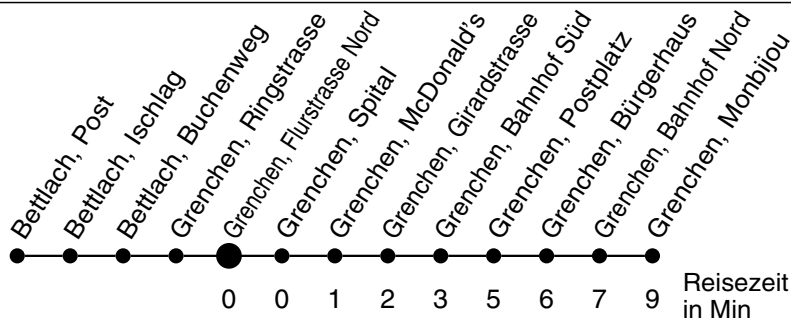 Bettlach, Post
Bettlach, Ischlag
Bettlach, Buchenweg
Grenchen, Ringstrasse
Grenchen, Flurstrasse Nord
Grenchen, Spital
Grenchen, McDonald's
Grenchen, Girardstrasse
Grenchen, Bahnhof Süd
Grenchen, Postplatz
Grenchen, Bürgerhaus
Grenchen, Bahnhof Nord
Grenchen, Monbijou
0 0 1 2 3 5 6 7 9
Reisezeit
in Min